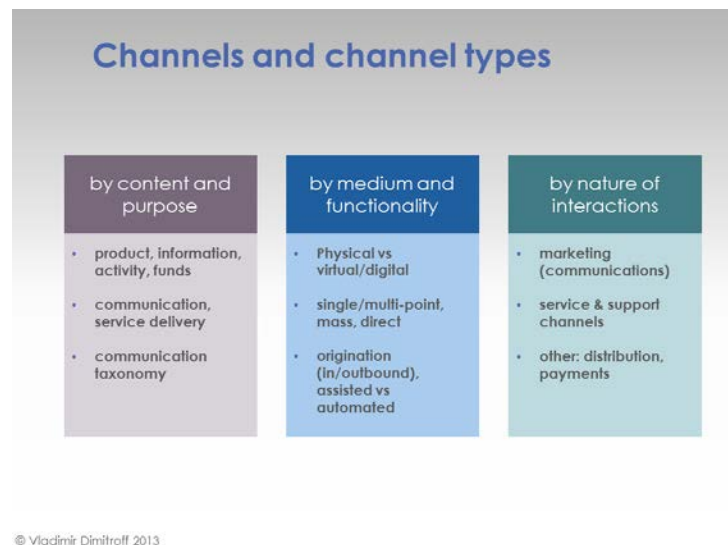 Channels and channel types
by content and
purpose
• product, information,
activity, funds
• communication,
service delivery
• communication
taxonomy
by medium and
functionality
• Physical vs
virtual/digital
• single/multi-point,
mass, direct
• origination
(in/outbound),
assisted vs
automated
by nature of
interactions
• marketing
(communications)
• service & support
channels
• other: distribution,
payments
© Vladimir Dimitroff 2013